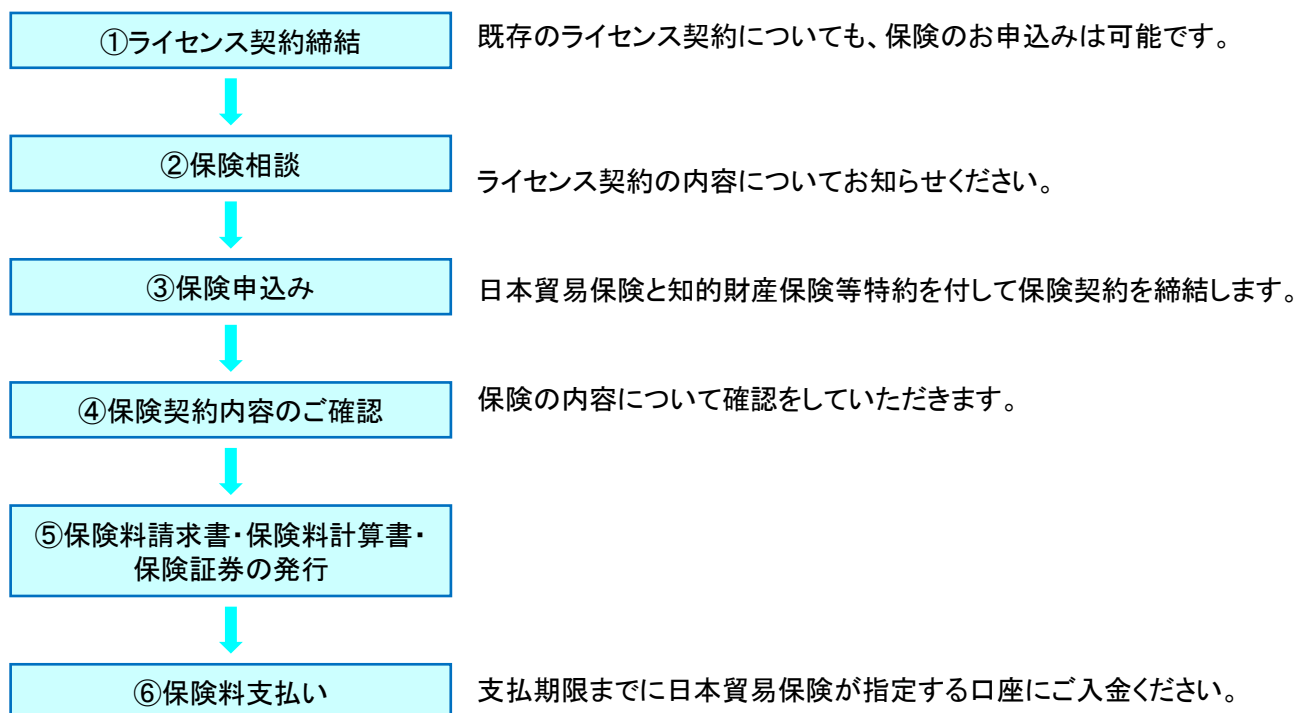 ①ライセンス契約締結
既存のライセンス契約についても、保険のお申込みは可能です。
②保険相談
ライセンス契約の内容についてお知らせください。
③保険申込み
日本貿易保険と知的財産保険等特約を付して保険契約を締結します。
④保険契約内容のご確認
保険の内容について確認をしていただきます。
⑤保険料請求書・保険料計算書・
保険証券の発行
⑥保険料支払い
支払期限までに日本貿易保険が指定する口座にご入金ください。